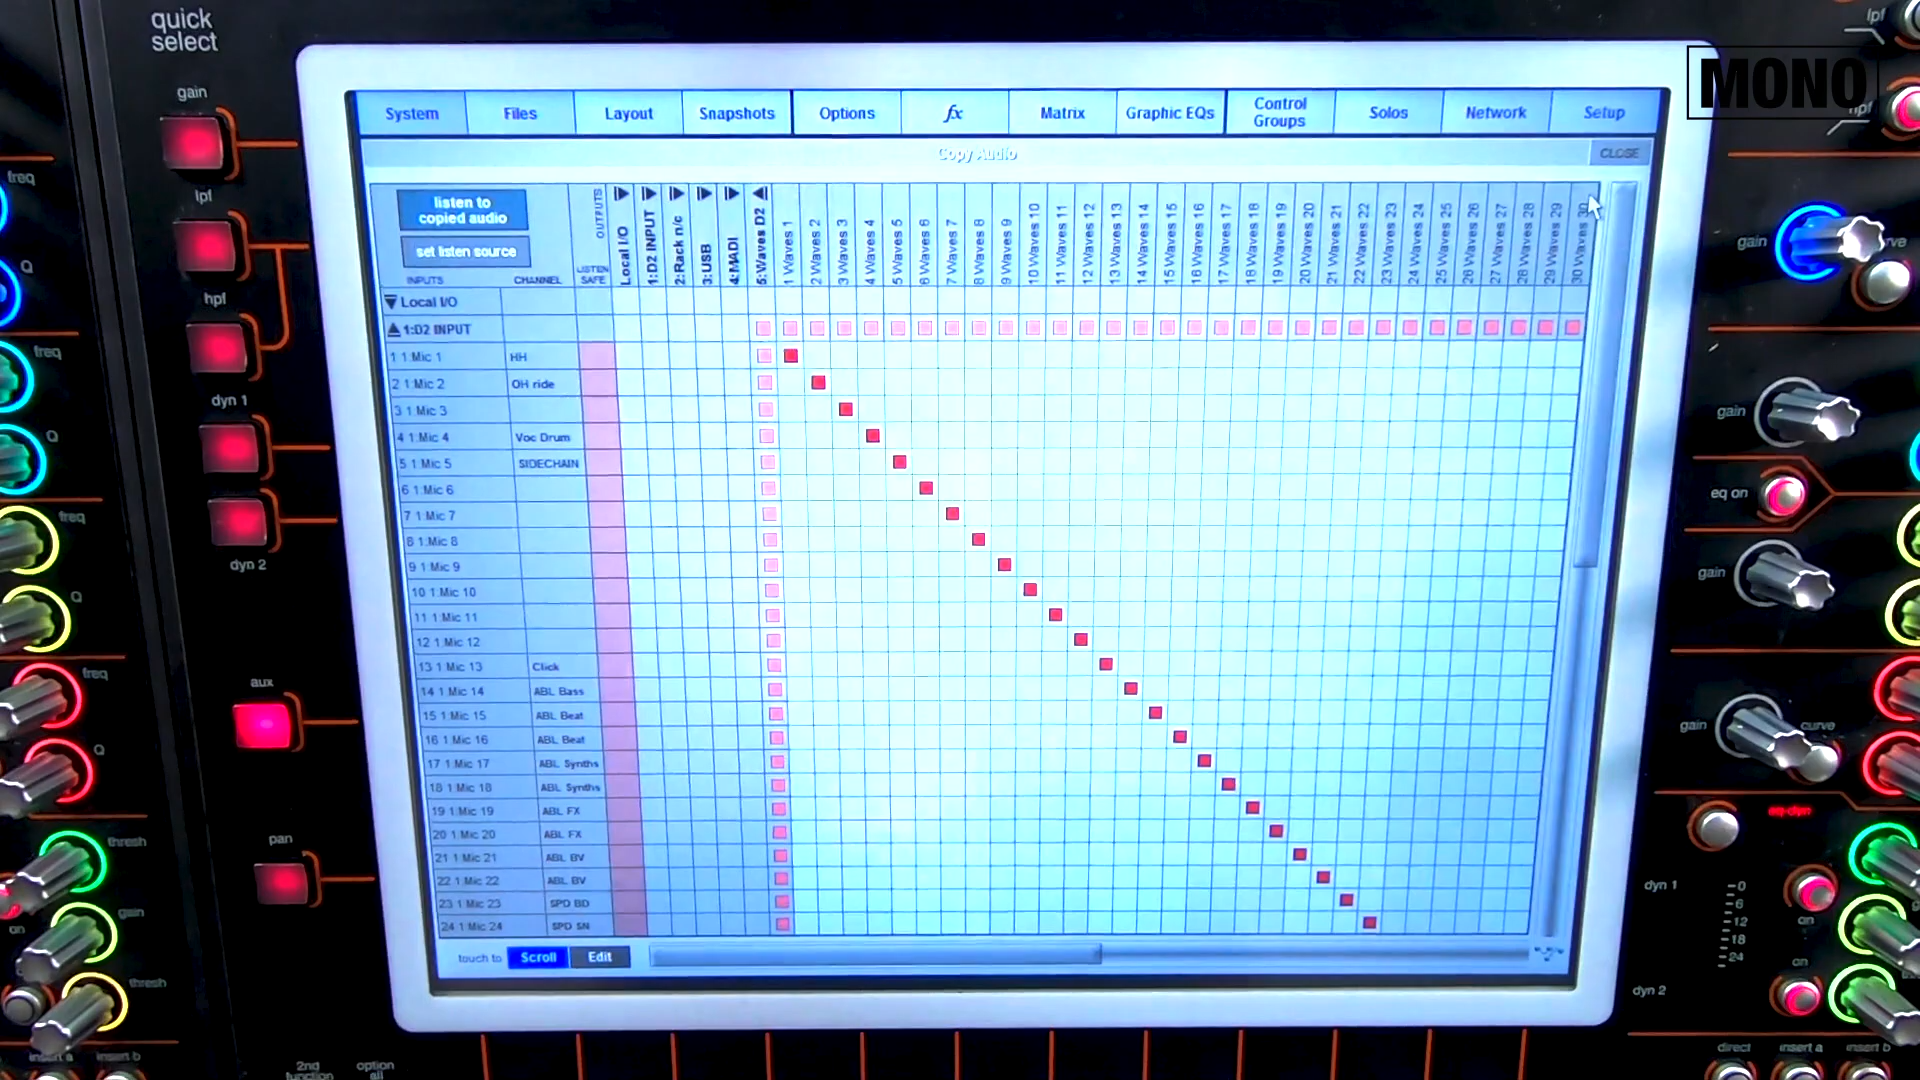 quick
select
MONO
lpf
hpf
gain
lpf
hpf
dyn 1
dyn 2
aux
pan
freq
Q
freq
Q
freq
Q
freq
Q
thresh
gain
on
thresh
insert a
insert b
2nd
function
option
all
System
Files
Layout
Snapshots
Options
fx
Matrix
Graphic EQs
Control
Groups
Solos
Network
Setup
Copy Audio
CLOSE
listen to
copied audio
set listen source
INPUTS
CHANNEL
LISTEN
SAFE
OUTPUTS
Local I/O
1:D2 INPUT
2:Rack n/c
3:USB
4:MADI
5:Waves D2
1 Waves 1
2 Waves 2
3 Waves 3
4 Waves 4
5 Waves 5
6 Waves 6
7 Waves 7
8 Waves 8
9 Waves 9
10 Waves 10
11 Waves 11
12 Waves 12
13 Waves 13
14 Waves 14
15 Waves 15
16 Waves 16
17 Waves 17
18 Waves 18
19 Waves 19
20 Waves 20
21 Waves 21
22 Waves 22
23 Waves 23
24 Waves 24
25 Waves 25
26 Waves 26
27 Waves 27
28 Waves 28
29 Waves 29
30 Waves 30
Local I/O
1:D2 INPUT
1 1:Mic 1 HH
2 1:Mic 2 OH ride
3 1:Mic 3
4 1:Mic 4 Voc Drum
5 1:Mic 5 SIDECHAIN
6 1:Mic 6
7 1:Mic 7
8 1:Mic 8
9 1:Mic 9
10 1:Mic 10
11 1:Mic 11
12 1:Mic 12
13 1:Mic 13 Click
14 1:Mic 14 ABL Bass
15 1:Mic 15 ABL Beat
16 1:Mic 16 ABL Beat
17 1:Mic 17 ABL Synths
18 1:Mic 18 ABL Synths
19 1:Mic 19 ABL FX
20 1:Mic 20 ABL FX
21 1:Mic 21 ABL BV
22 1:Mic 22 ABL BV
23 1:Mic 23 SPD BD
24 1:Mic 24 SPD SN
touch to
Scroll
Edit
gain
curve
gain
eq on
gain
gain
curve
eq dyn
dyn 1
0
6
12
18
24
on
on
dyn 2
direct
insert a
insert b